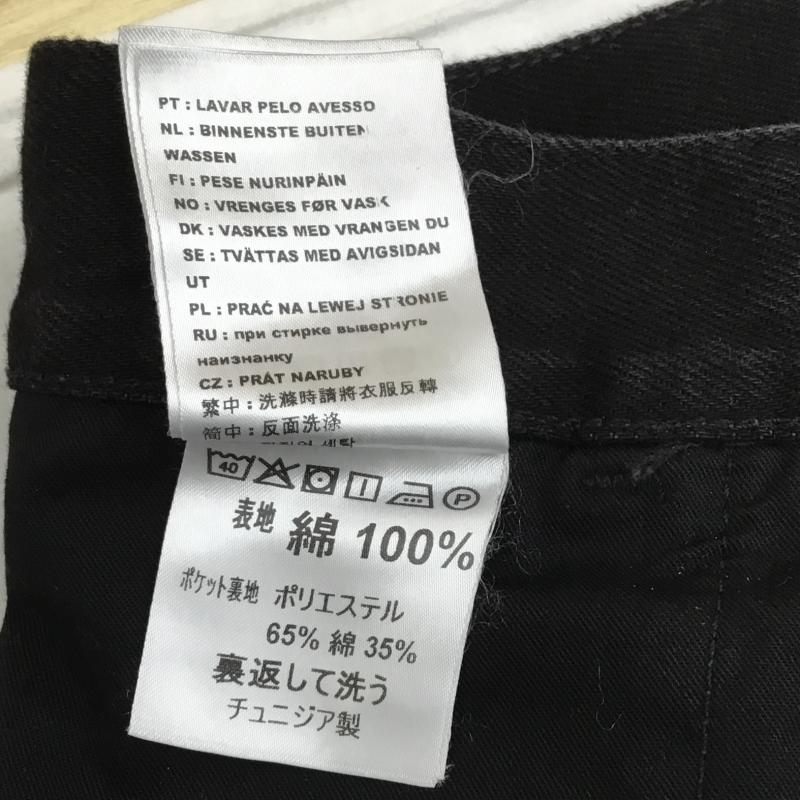 PT : LAVAR PELO AVESSO
NL : BINNENSTE BUITEN
WASSEN
FI : PESE NURINPÄIN
NO : VRENGES FØR VASK
DK : VASKES MED VRANGEN DU
SE : TVÄTTAS MED AVIGSIDAN
UT
PL : PRAĆ NA LEWEJ STRONIE
RU : при стирке вывернуть
наизнанку
CZ : PRÁT NARUBY
繁中 : 洗滌時請將衣服反轉
简中 : 反面洗涤
40 P
表地 綿 100%
ポケット裏地 ポリエステル
65% 綿 35%
裏返して洗う
チュニジア製